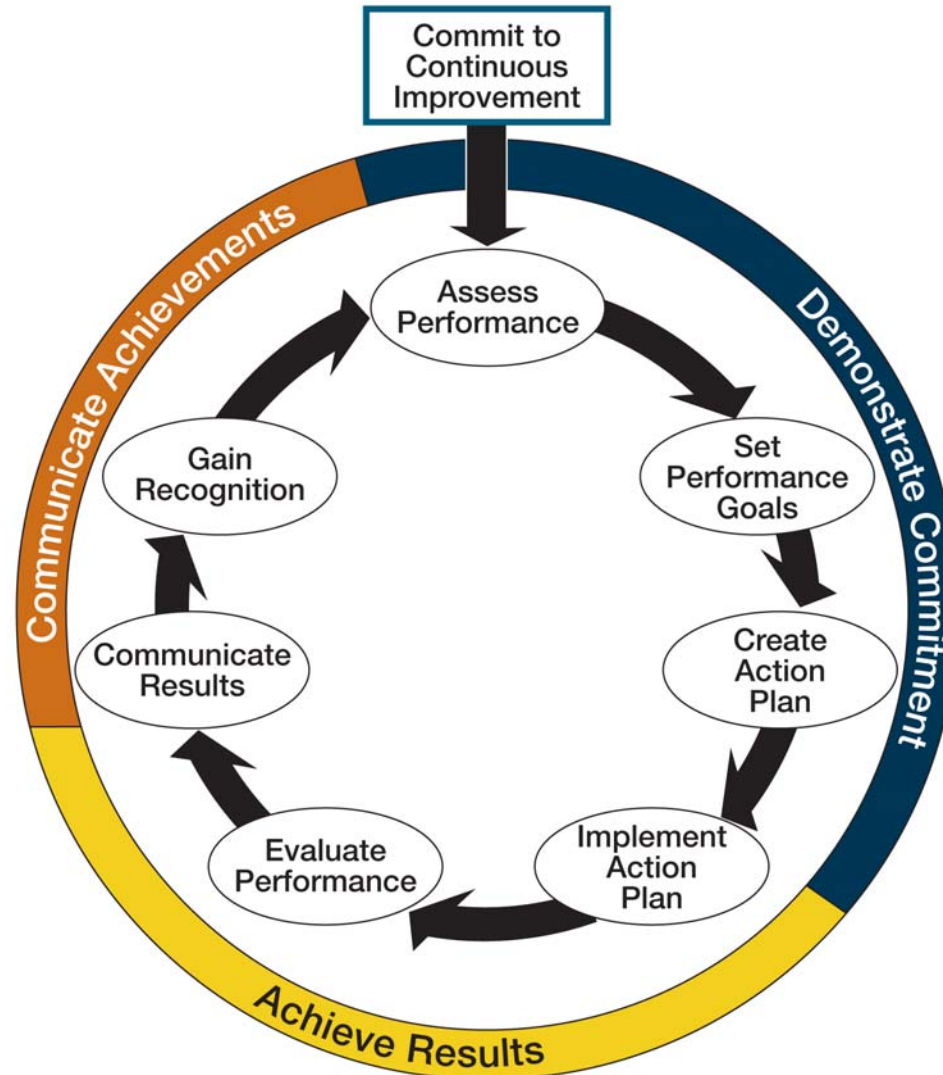 Commit to
Continuous
Improvement
Assess
Performance
Set
Performance
Goals
Create
Action
Plan
Implement
Action
Plan
Evaluate
Performance
Communicate
Results
Gain
Recognition
Demonstrate Commitment
Achieve Results
Communicate Achievements